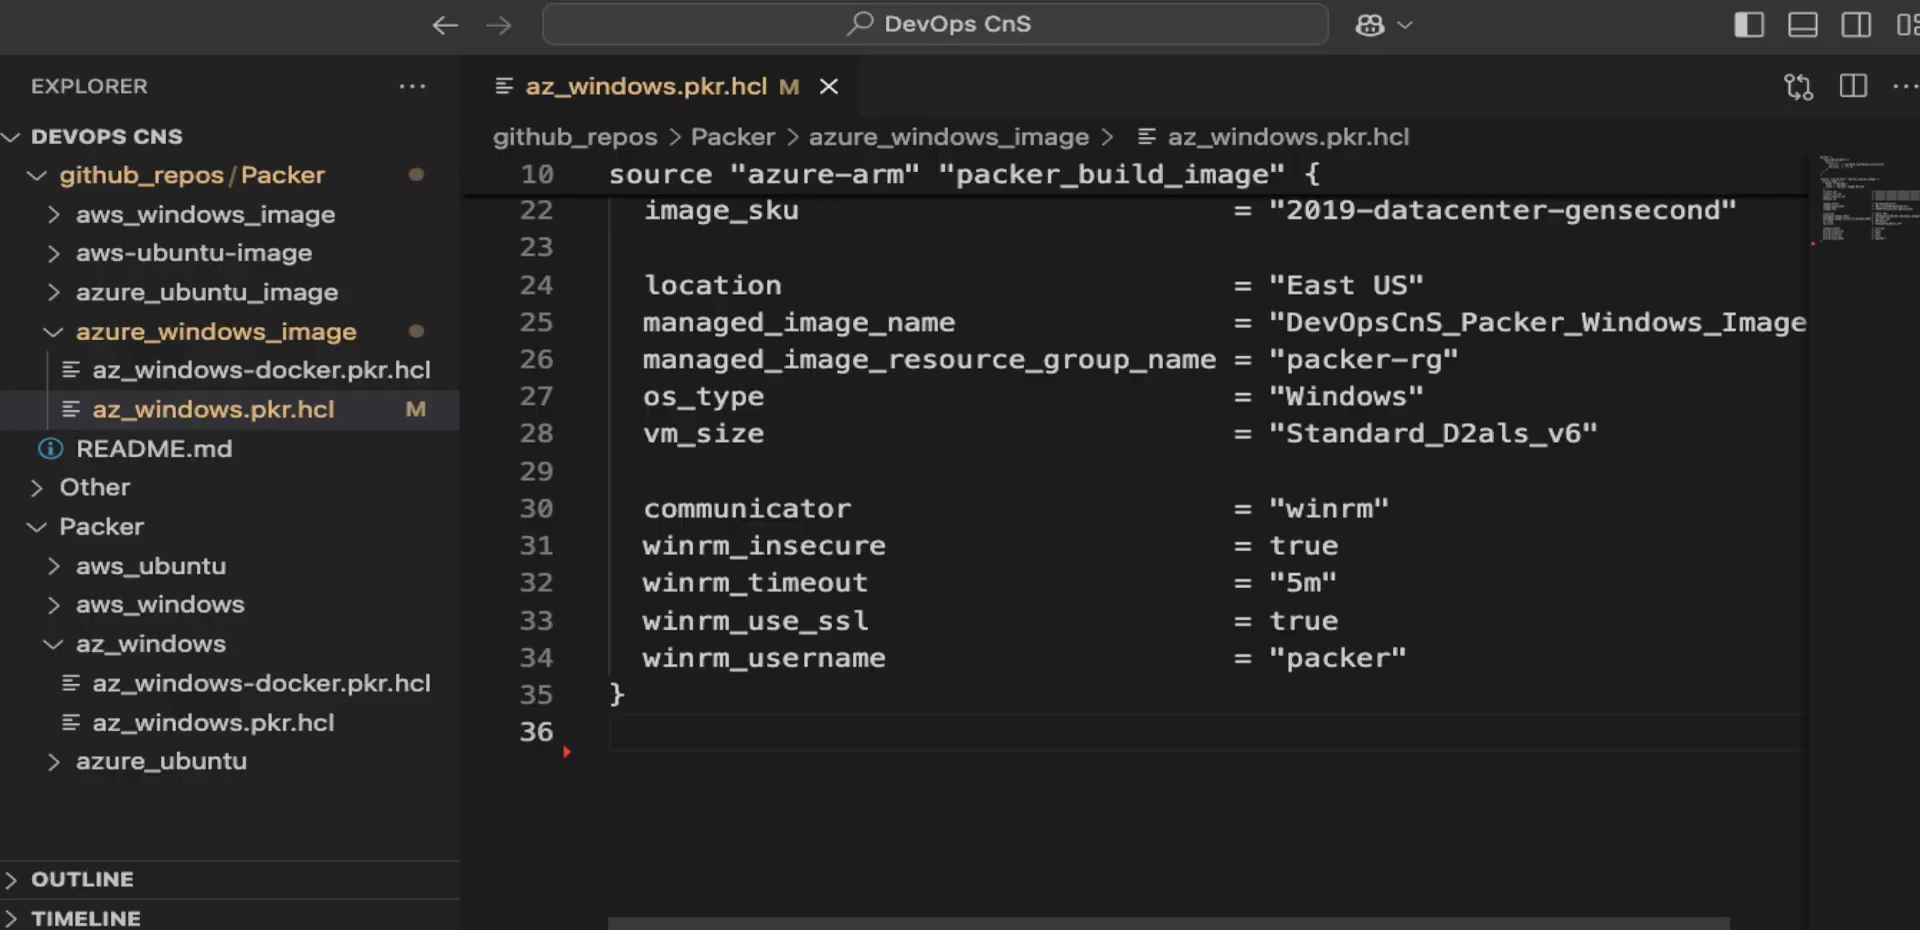 DevOps CnS
EXPLORER
DEVOPS CNS
github_repos / Packer
aws_windows_image
aws-ubuntu-image
azure_ubuntu_image
azure_windows_image
az_windows-docker.pkr.hcl
az_windows.pkr.hcl M
README.md
Other
Packer
aws_ubuntu
aws_windows
az_windows
az_windows-docker.pkr.hcl
az_windows.pkr.hcl
azure_ubuntu
OUTLINE
TIMELINE
az_windows.pkr.hcl M
github_repos > Packer > azure_windows_image > az_windows.pkr.hcl
10 source "azure-arm" "packer_build_image" {
22 image_sku = "2019-datacenter-gensecond"
23
24 location = "East US"
25 managed_image_name = "DevOpsCnS_Packer_Windows_Image
26 managed_image_resource_group_name = "packer-rg"
27 os_type = "Windows"
28 vm_size = "Standard_D2als_v6"
29
30 communicator = "winrm"
31 winrm_insecure = true
32 winrm_timeout = "5m"
33 winrm_use_ssl = true
34 winrm_username = "packer"
35 }
36